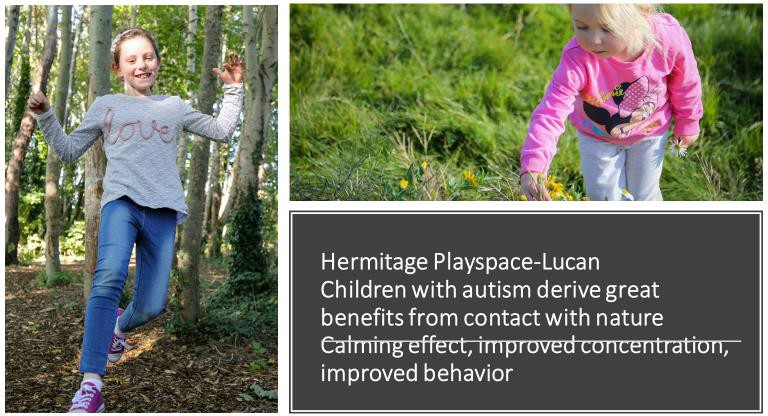 love
Minnie
Hermitage Playspace-Lucan
Children with autism derive great
benefits from contact with nature
Calming effect, improved concentration,
improved behavior